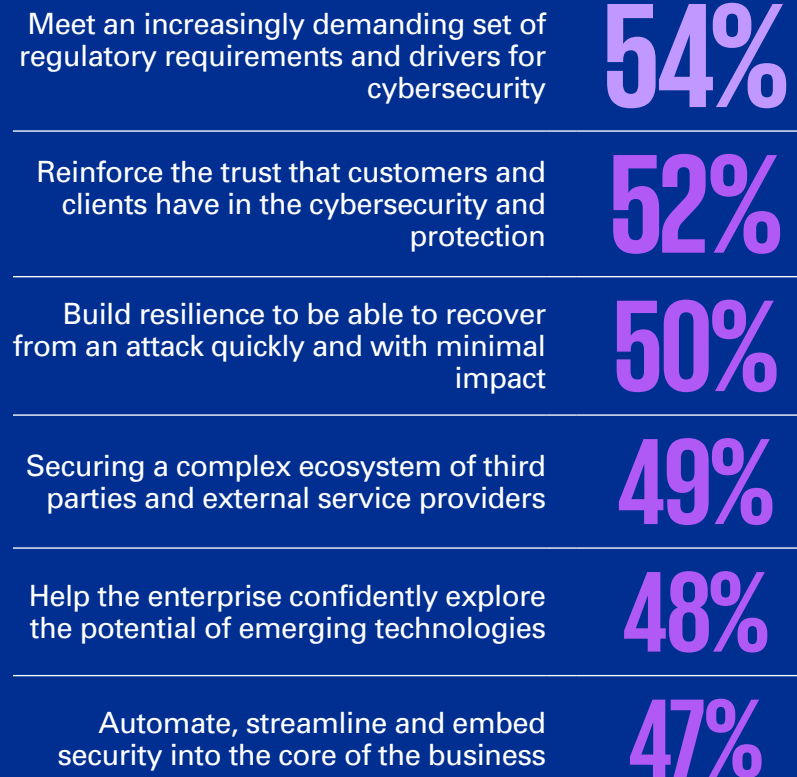 Meet an increasingly demanding set of
regulatory requirements and drivers for
cybersecurity
54%
Reinforce the trust that customers and
clients have in the cybersecurity and
protection
52%
Build resilience to be able to recover
from an attack quickly and with minimal
impact
50%
Securing a complex ecosystem of third
parties and external service providers
49%
Help the enterprise confidently explore
the potential of emerging technologies
48%
Automate, streamline and embed
security into the core of the business
47%